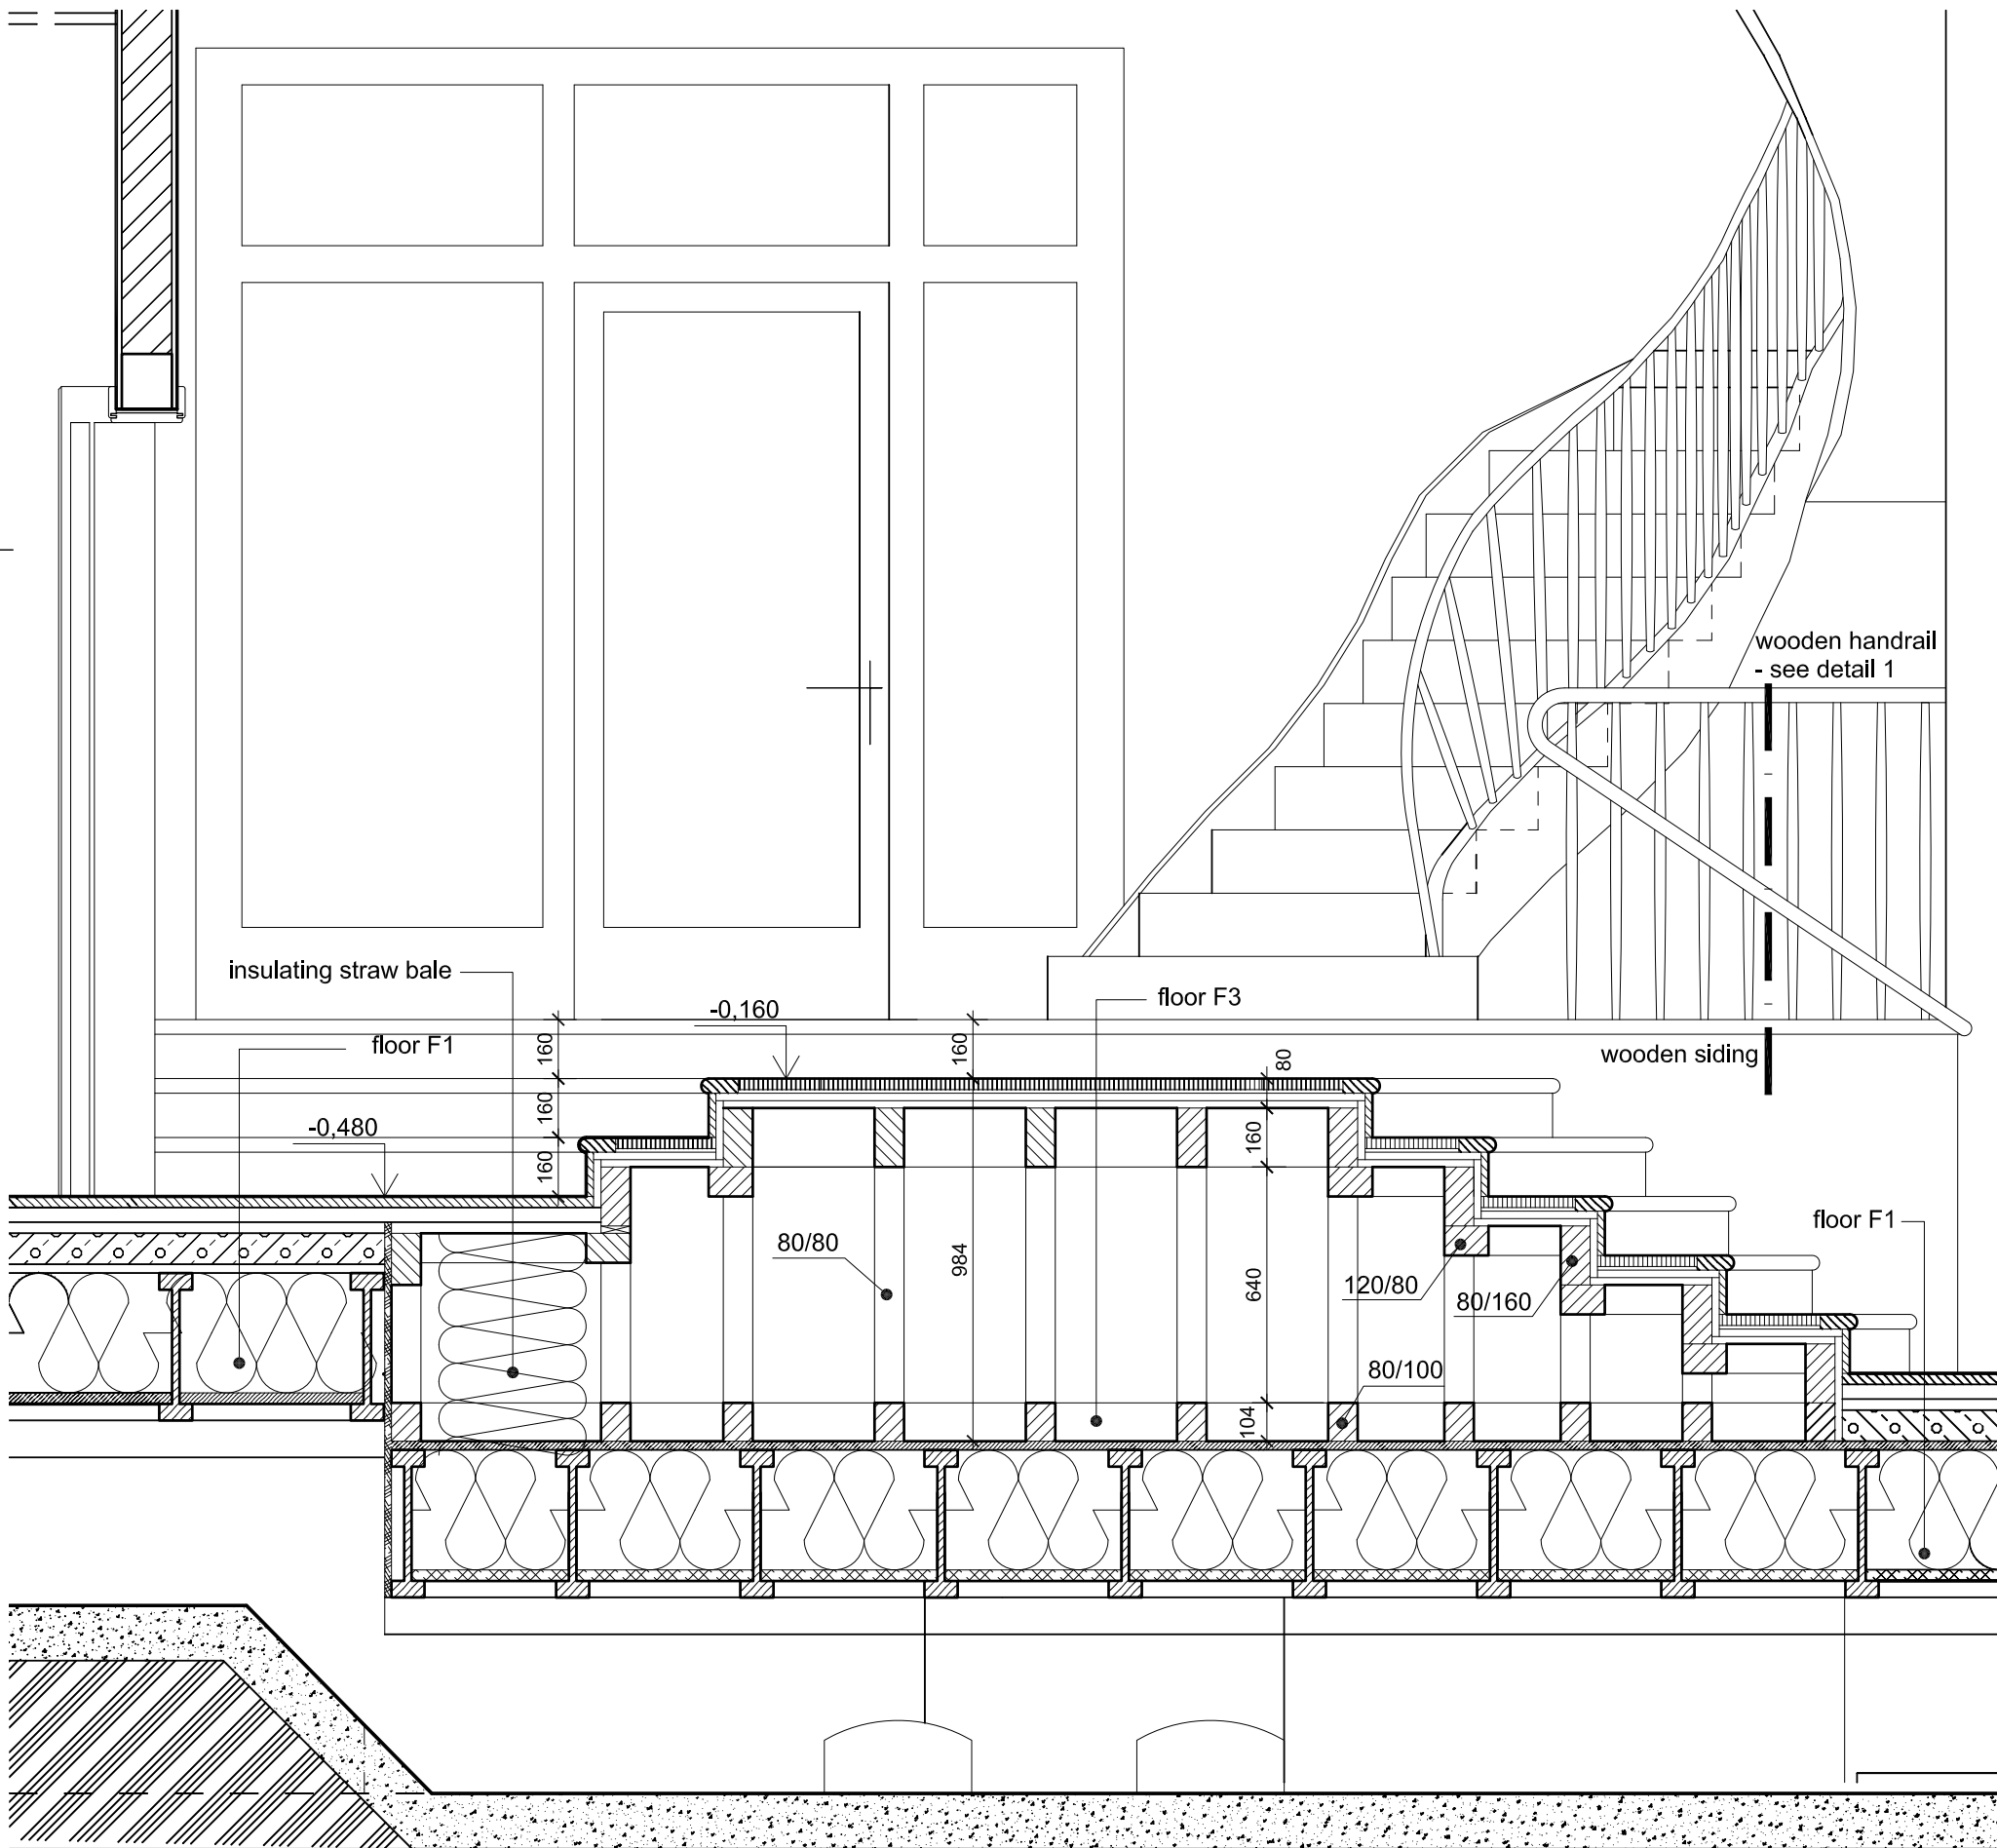 wooden handrail
- see detail 1
insulating straw bale
floor F3
-0,160
floor F1
160
160
80
wooden siding
160
-0,480
160
160
floor F1
80/80
984
640
120/80
80/160
80/100
104